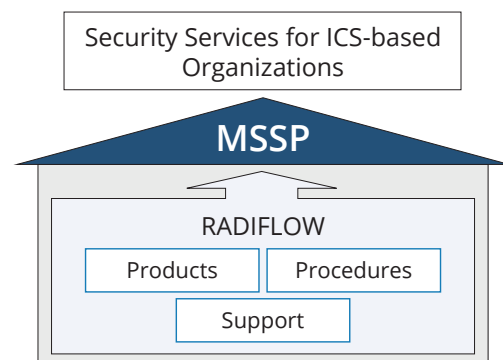 Security Services for ICS-based
Organizations
MSSP
RADIFLOW
Products
Procedures
Support